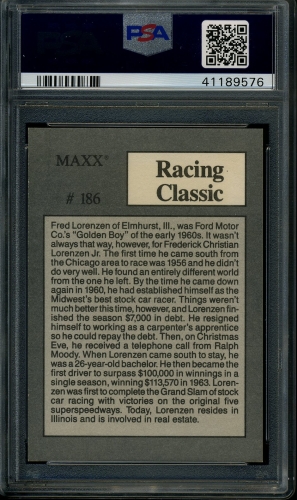 PSA
41189576
MAXX®
# 186
Racing
Classic
Fred Lorenzen of Elmhurst, Ill., was Ford Motor
Co.'s "Golden Boy" of the early 1960s. It wasn't
always that way, however, for Frederick Christian
Lorenzen Jr. The first time he came south from
the Chicago area to race was 1956 and he didn't
do very well. He found an entirely different world
from the one he left. By the time he came down
again in 1960, he had established himself as the
Midwest's best stock car racer. Things weren't
much better this time, however, and Lorenzen fin-
ished the season $7,000 in debt. He resigned
himself to working as a carpenter's apprentice
so he could repay the debt. Then, on Christmas
Eve, he received a telephone call from Ralph
Moody. When Lorenzen came south to stay, he
was a 26-year-old bachelor. He then became the
first driver to surpass $100,000 in winnings in a
single season, winning $113,570 in 1963. Loren-
zen was first to complete the Grand Slam of stock
car racing with victories on the original five
superspeedways. Today, Lorenzen resides in
Illinois and is involved in real estate.